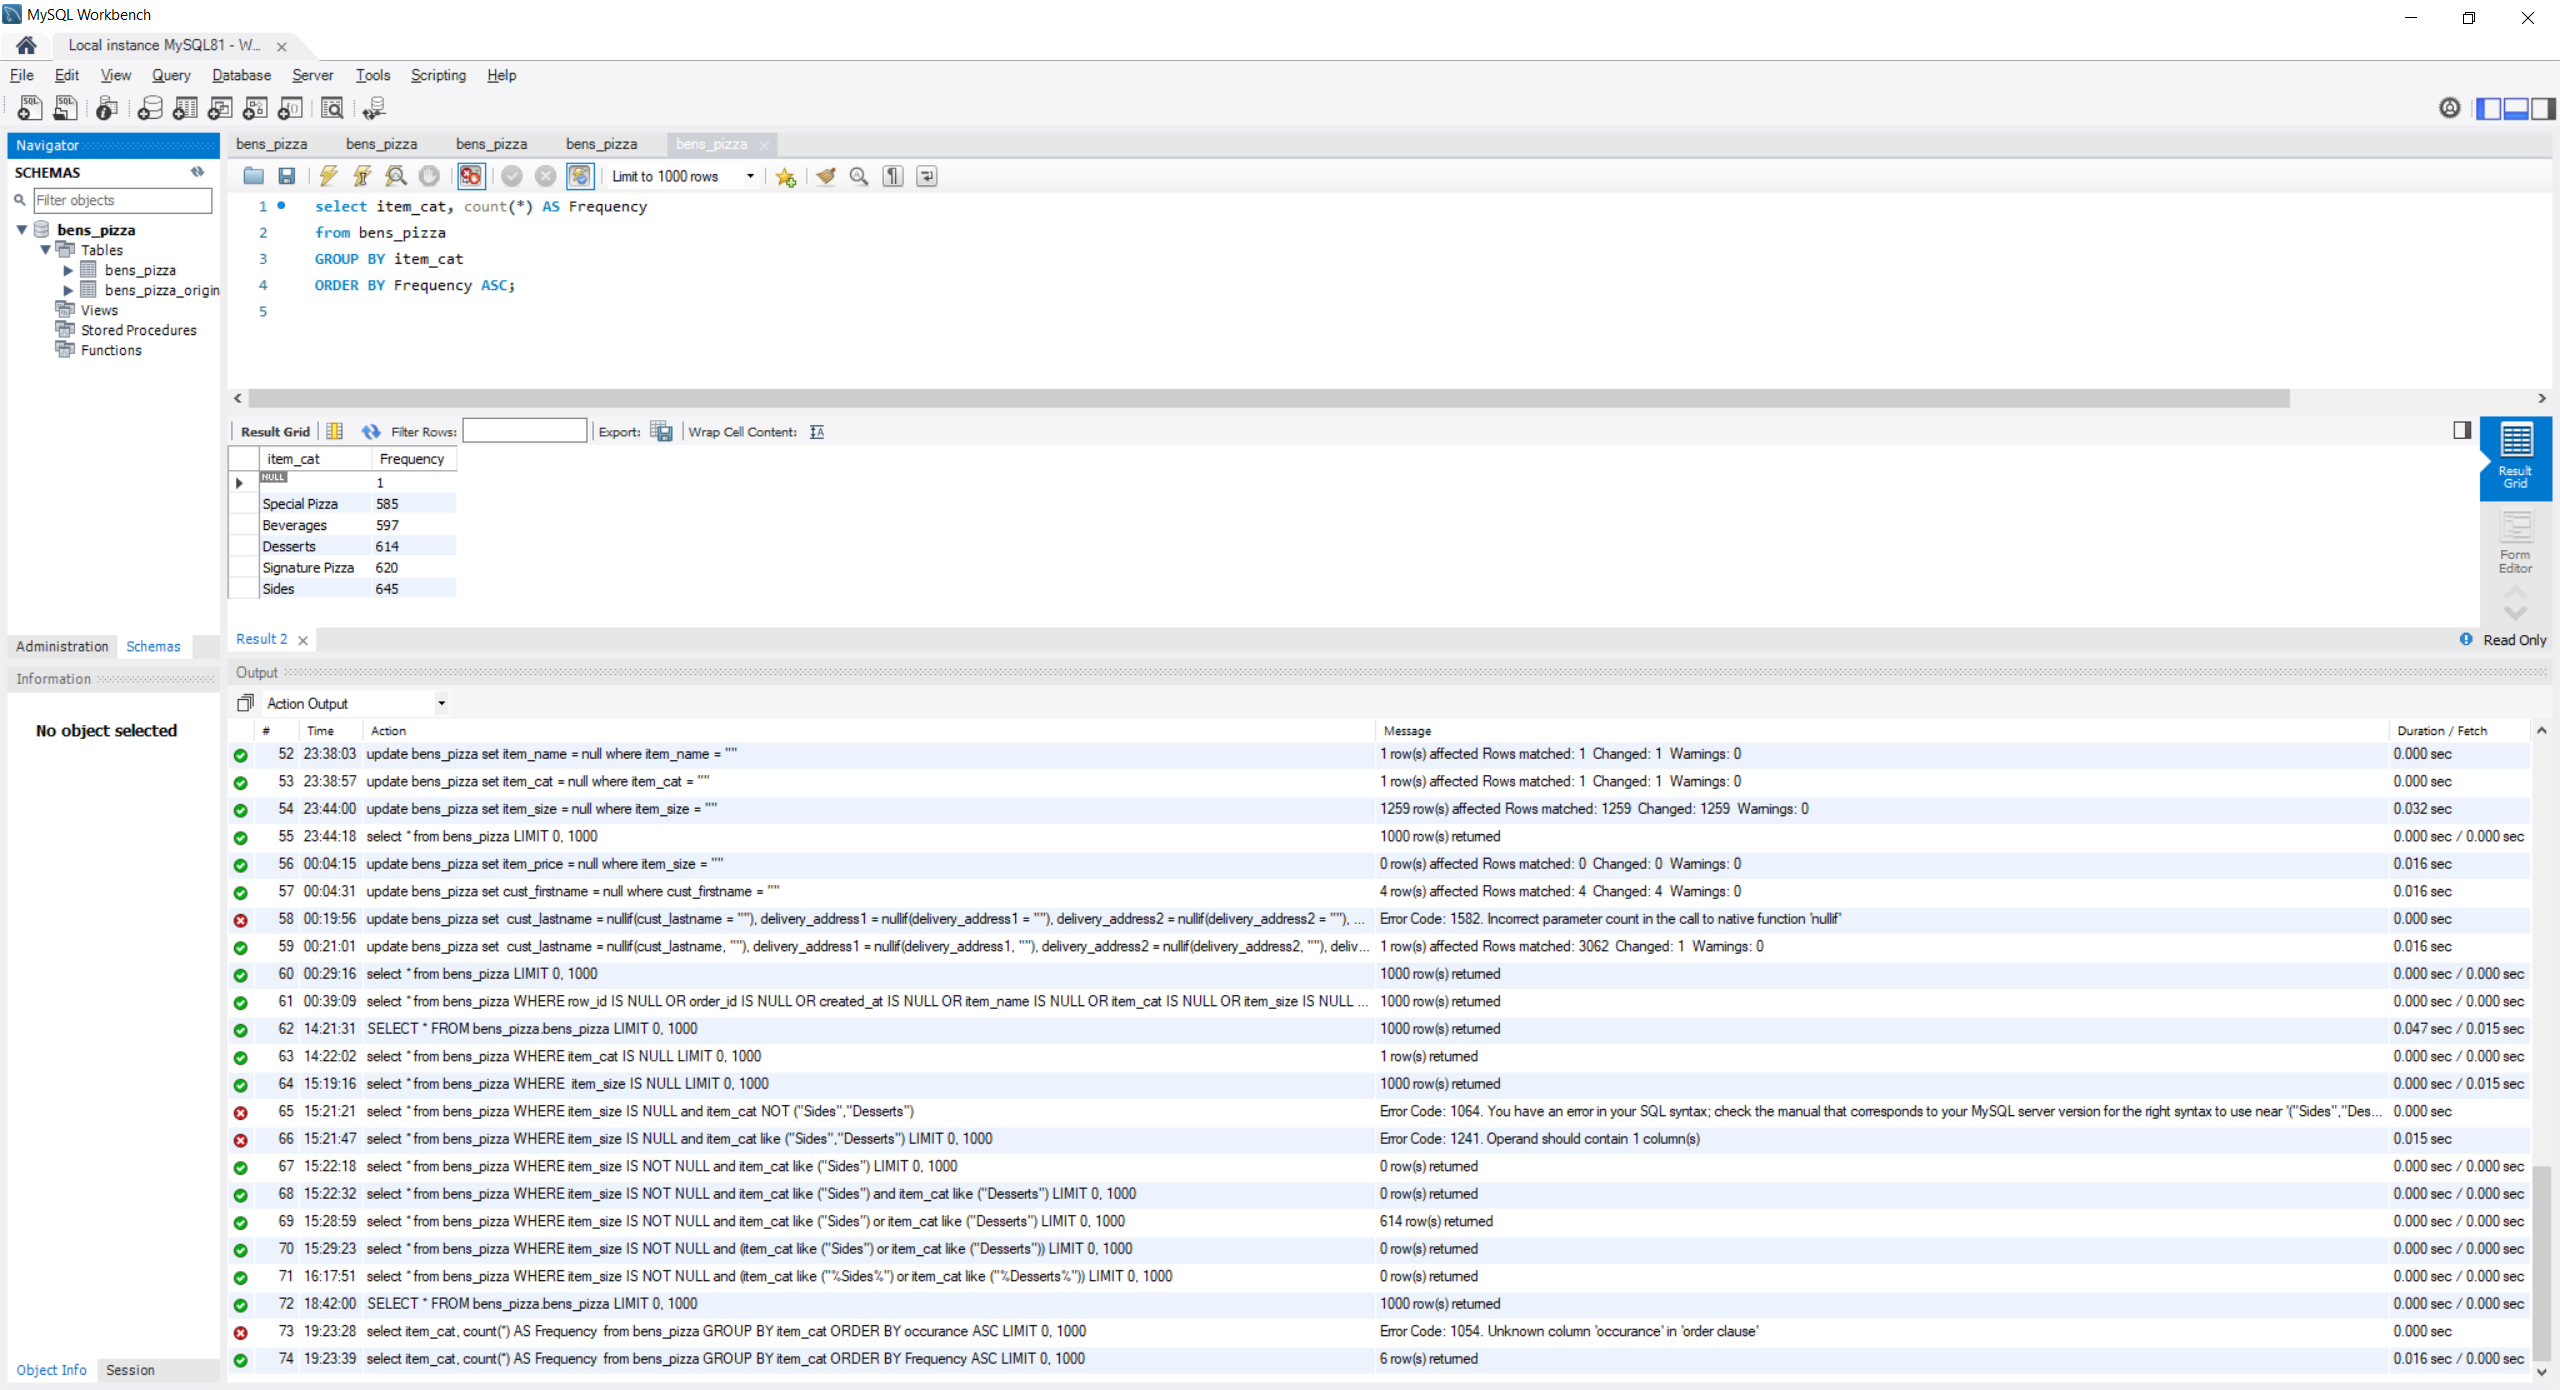 MySQL Workbench
Local instance MySQL81 - W...
File Edit View Query Database Server Tools Scripting Help
Navigator
SCHEMAS
Filter objects
bens_pizza
Tables
bens_pizza
bens_pizza_origin
Views
Stored Procedures
Functions
Administration Schemas
Information
No object selected
Object Info Session
bens_pizza bens_pizza bens_pizza bens_pizza bens_pizza
Limit to 1000 rows
1 select item_cat, count(*) AS Frequency
2 from bens_pizza
3 GROUP BY item_cat
4 ORDER BY Frequency ASC;
5
Result Grid Filter Rows: Export: Wrap Cell Content:
item_cat Frequency
NULL 1
Special Pizza 585
Beverages 597
Desserts 614
Signature Pizza 620
Sides 645
Result Grid
Form Editor
Result 2
Read Only
Output
Action Output
# Time Action Message Duration / Fetch
52 23:38:03 update bens_pizza set item_name = null where item_name = "" 1 row(s) affected Rows matched: 1 Changed: 1 Warnings: 0 0.000 sec
53 23:38:57 update bens_pizza set item_cat = null where item_cat = "" 1 row(s) affected Rows matched: 1 Changed: 1 Warnings: 0 0.000 sec
54 23:44:00 update bens_pizza set item_size = null where item_size = "" 1259 row(s) affected Rows matched: 1259 Changed: 1259 Warnings: 0 0.032 sec
55 23:44:18 select * from bens_pizza LIMIT 0, 1000 1000 row(s) returned 0.000 sec / 0.000 sec
56 00:04:15 update bens_pizza set item_price = null where item_size = "" 0 row(s) affected Rows matched: 0 Changed: 0 Warnings: 0 0.016 sec
57 00:04:31 update bens_pizza set cust_firstname = null where cust_firstname = "" 4 row(s) affected Rows matched: 4 Changed: 4 Warnings: 0 0.016 sec
58 00:19:56 update bens_pizza set cust_lastname = nullif(cust_lastname = ""), delivery_address1 = nullif(delivery_address1 = ""), delivery_address2 = nullif(delivery_address2 = ""), ... Error Code: 1582. Incorrect parameter count in the call to native function 'nullif' 0.000 sec
59 00:21:01 update bens_pizza set cust_lastname = nullif(cust_lastname, ""), delivery_address1 = nullif(delivery_address1, ""), delivery_address2 = nullif(delivery_address2, ""), deliv... 1 row(s) affected Rows matched: 3062 Changed: 1 Warnings: 0 0.016 sec
60 00:29:16 select * from bens_pizza LIMIT 0, 1000 1000 row(s) returned 0.000 sec / 0.000 sec
61 00:39:09 select * from bens_pizza WHERE row_id IS NULL OR order_id IS NULL OR created_at IS NULL OR item_name IS NULL OR item_cat IS NULL OR item_size IS NULL ... 1000 row(s) returned 0.000 sec / 0.000 sec
62 14:21:31 SELECT * FROM bens_pizza.bens_pizza LIMIT 0, 1000 1000 row(s) returned 0.047 sec / 0.015 sec
63 14:22:02 select * from bens_pizza WHERE item_cat IS NULL LIMIT 0, 1000 1 row(s) returned 0.000 sec / 0.000 sec
64 15:19:16 select * from bens_pizza WHERE item_size IS NULL LIMIT 0, 1000 1000 row(s) returned 0.000 sec / 0.015 sec
65 15:21:21 select * from bens_pizza WHERE item_size IS NULL and item_cat NOT ("Sides","Desserts") Error Code: 1064. You have an error in your SQL syntax; check the manual that corresponds to your MySQL server version for the right syntax to use near '("Sides","Des... 0.000 sec
66 15:21:47 select * from bens_pizza WHERE item_size IS NULL and item_cat like ("Sides","Desserts") LIMIT 0, 1000 Error Code: 1241. Operand should contain 1 column(s) 0.015 sec
67 15:22:18 select * from bens_pizza WHERE item_size IS NOT NULL and item_cat like ("Sides") LIMIT 0, 1000 0 row(s) returned 0.000 sec / 0.000 sec
68 15:22:32 select * from bens_pizza WHERE item_size IS NOT NULL and item_cat like ("Sides") and item_cat like ("Desserts") LIMIT 0, 1000 0 row(s) returned 0.000 sec / 0.000 sec
69 15:28:59 select * from bens_pizza WHERE item_size IS NOT NULL and item_cat like ("Sides") or item_cat like ("Desserts") LIMIT 0, 1000 614 row(s) returned 0.000 sec / 0.000 sec
70 15:29:23 select * from bens_pizza WHERE item_size IS NOT NULL and (item_cat like ("Sides") or item_cat like ("Desserts")) LIMIT 0, 1000 0 row(s) returned 0.000 sec / 0.000 sec
71 16:17:51 select * from bens_pizza WHERE item_size IS NOT NULL and (item_cat like ("%Sides%") or item_cat like ("%Desserts%")) LIMIT 0, 1000 0 row(s) returned 0.000 sec / 0.000 sec
72 18:42:00 SELECT * FROM bens_pizza.bens_pizza LIMIT 0, 1000 1000 row(s) returned 0.000 sec / 0.000 sec
73 19:23:28 select item_cat, count(*) AS Frequency from bens_pizza GROUP BY item_cat ORDER BY occurance ASC LIMIT 0, 1000 Error Code: 1054. Unknown column 'occurance' in 'order clause' 0.000 sec
74 19:23:39 select item_cat, count(*) AS Frequency from bens_pizza GROUP BY item_cat ORDER BY Frequency ASC LIMIT 0, 1000 6 row(s) returned 0.016 sec / 0.000 sec